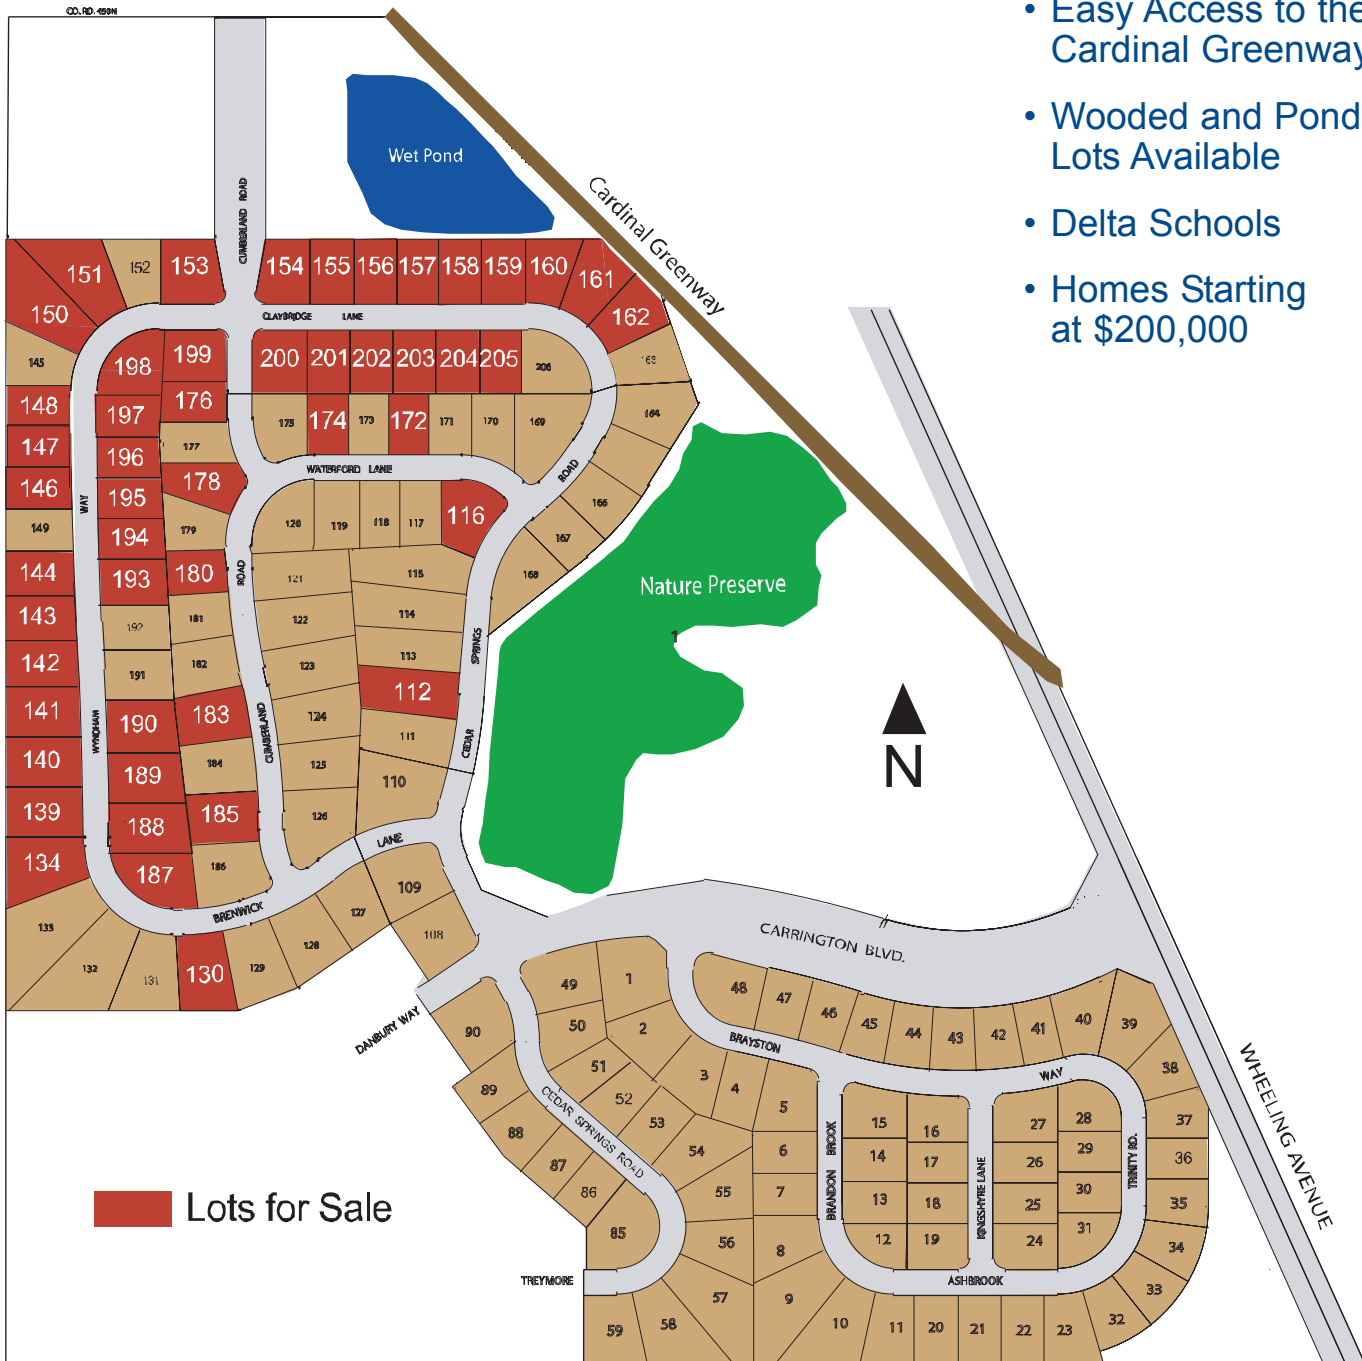 CO. RD. 450N
• Easy Access to the
Cardinal Greenway
• Wooded and Pond
Lots Available
• Delta Schools
• Homes Starting
at $200,000
Wet Pond
Cardinal Greenway
CUMBERLAND ROAD
151 152 153 154 155 156 157 158 159 160 161
150 162
CLAYBRIDGE LANE
145 198 199 200 201 202 203 204 205 206 163
148 197 176 175 174 173 172 171 170 169 164
147 196 177
WATERFORD LANE
ROAD
146 195 178 116 166
WAY
149 194 179 120 119 118 117 167
144 193 180 ROAD 121 115 168
Nature Preserve
1
143 192 181 122 114
142 191 182 123 113 SPRINGS
112
141 190 183 124 111
WYNDHAM CUMBERLAND CEDAR
N
140 189 184 125 110
139 188 185 126
LANE
134 187 186 109
BRENWICK
133 127 108
132 131 130 129 128
CARRINGTON BLVD.
DANBURY WAY
49 1 48 47 46 45 44 43 42 41 40 39
90 50 2
BRAYSTON WAY
89 51 3 4 38
CEDAR SPRINGS ROAD
88 52 53 5 15 16 27 28 37
87 54 6 14 17 26 29 36
86 55 7 13 18 25 30 35
BRANDON BROOK
KINGSHYRE LANE
TRINITY RD.
WHEELING AVENUE
Lots for Sale
85 56 8 12 19 24 31 34
TREYMORE
ASHBROOK
57 9 33
59 58 10 11 20 21 22 23 32